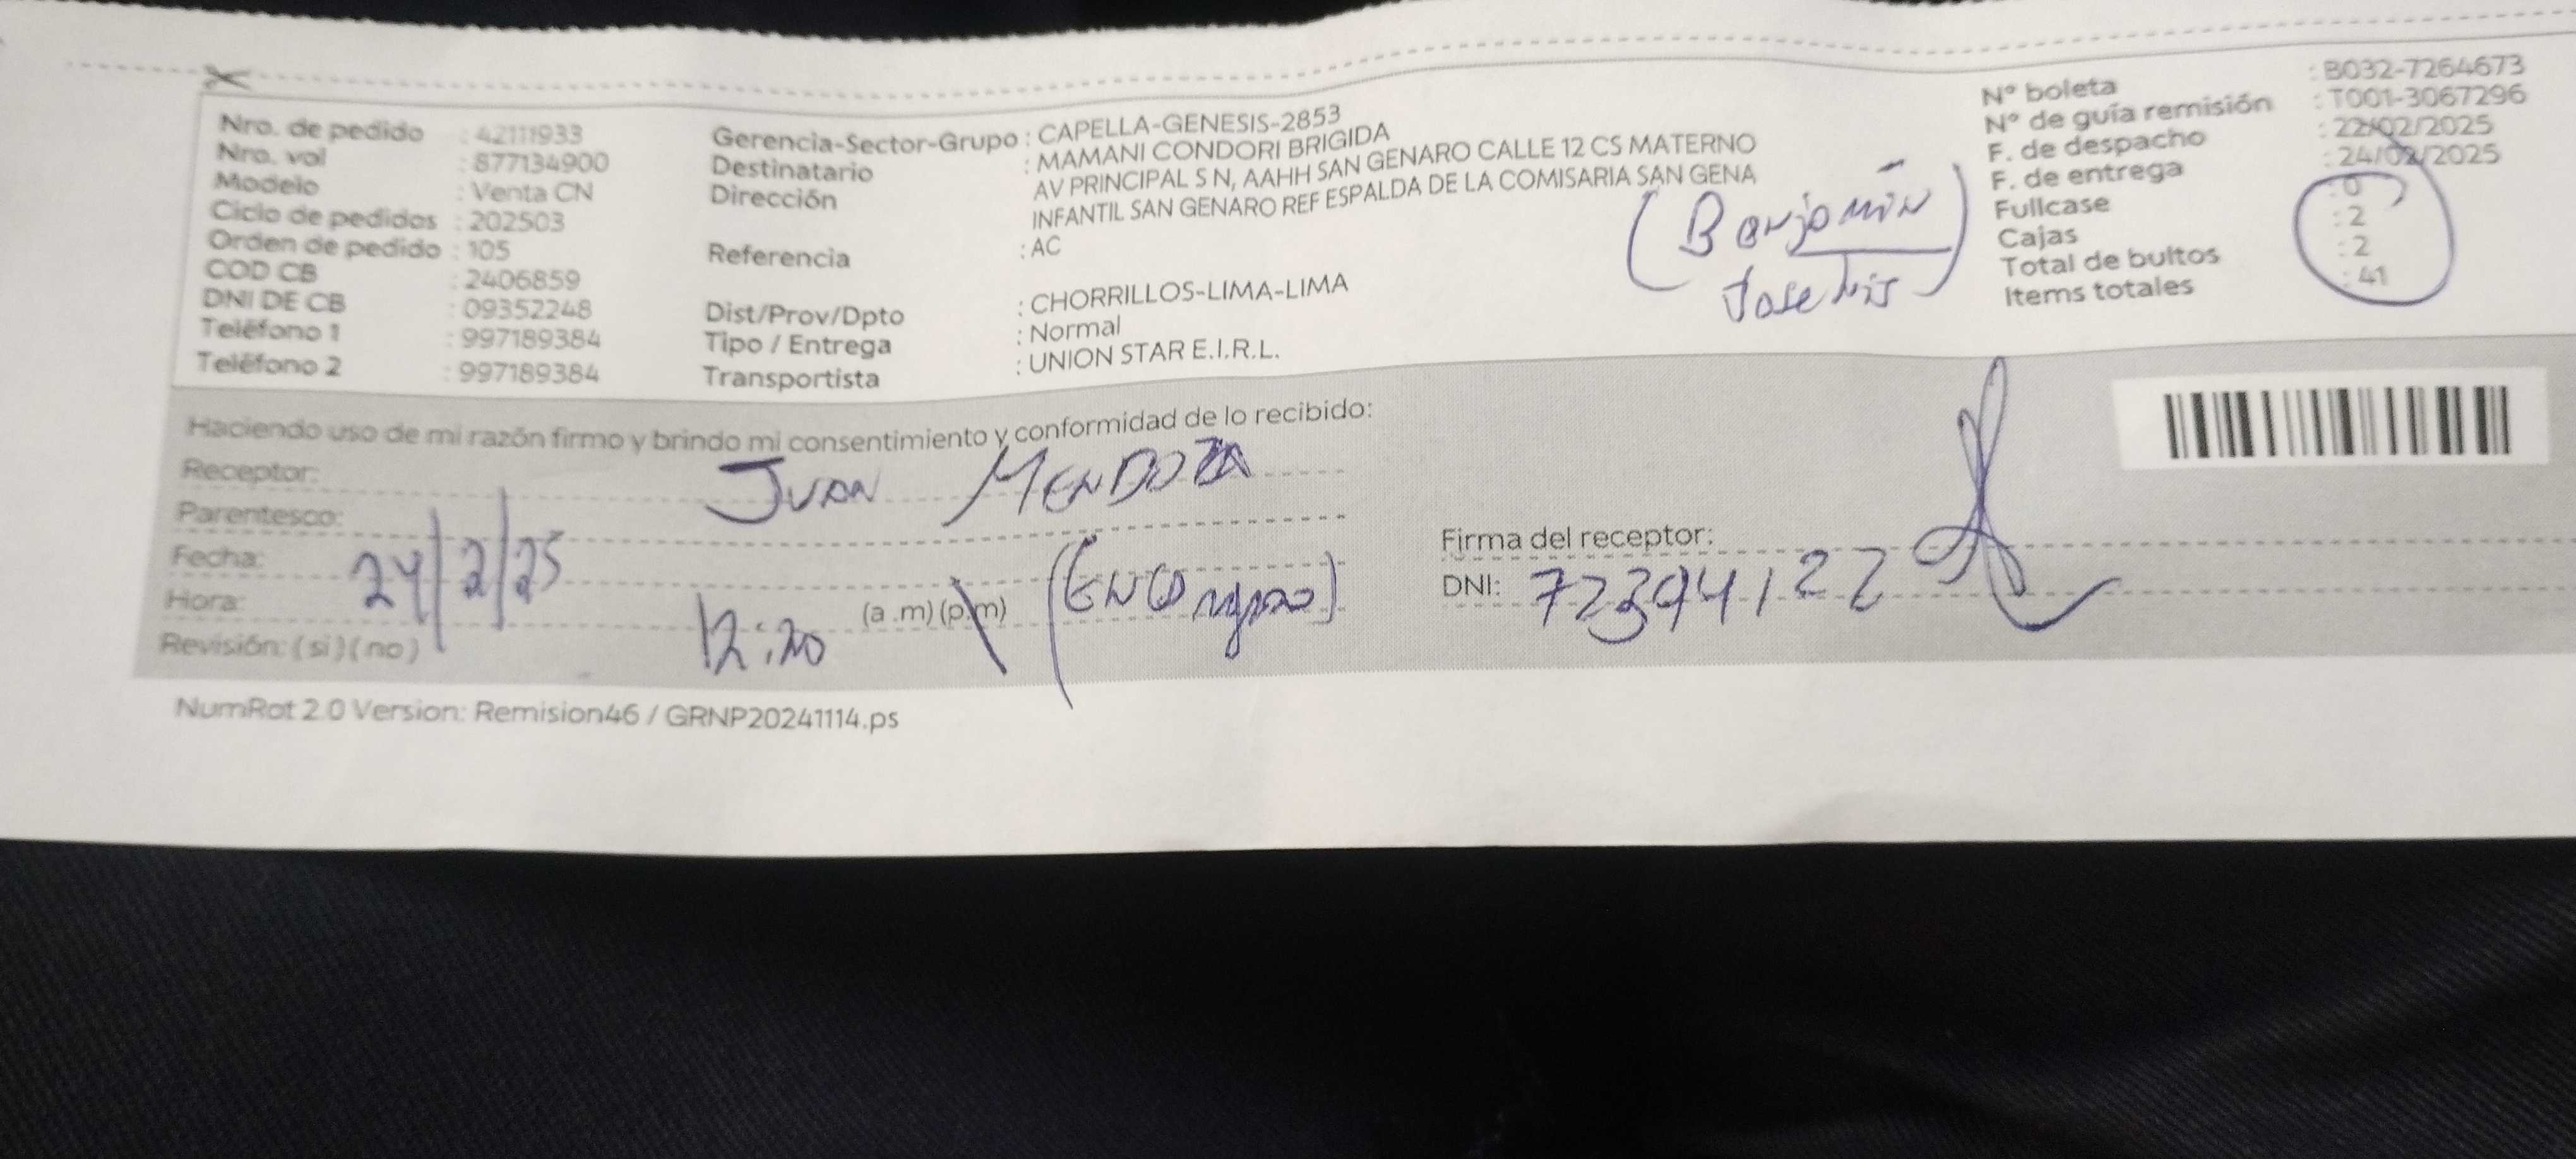 Nro. de pedido : 42111933
Nro. vol : 877134900
Modelo : Venta CN
Ciclo de pedidos : 202503
Orden de pedido : 105
COD CB : 2406859
DNI DE CB : 09352248
Teléfono 1 : 997189384
Teléfono 2 : 997189384
Gerencia-Sector-Grupo : CAPELLA-GENESIS-2853
Destinatario : MAMANI CONDORI BRIGIDA
Dirección AV PRINCIPAL S N, AAHH SAN GENARO CALLE 12 CS MATERNO
INFANTIL SAN GENARO REF ESPALDA DE LA COMISARIA SAN GENA
Referencia : AC
Dist/Prov/Dpto : CHORRILLOS-LIMA-LIMA
Tipo / Entrega : Normal
Transportista : UNION STAR E.I.R.L.
(Benjamin
Nº boleta : B032-7264673
Nº de guía remisión : T001-3067296
F. de despacho : 22/02/2025
F. de entrega : 24/02/2025
Fullcase : 0
Cajas : 2
Total de bultos : 2
Items totales : 41
Haciendo uso de mi razón firmo y brindo mi consentimiento y conformidad de lo recibido:
Receptor: JUAN MENDOZA
Parentesco:
Fecha: 24/2/25
Hora: 12:20 (a .m) (p.m)
Revisión: ( si ) ( no )
Firma del receptor:
DNI: 72394122
NumRot 2.0 Version: Remision46 / GRNP20241114.ps